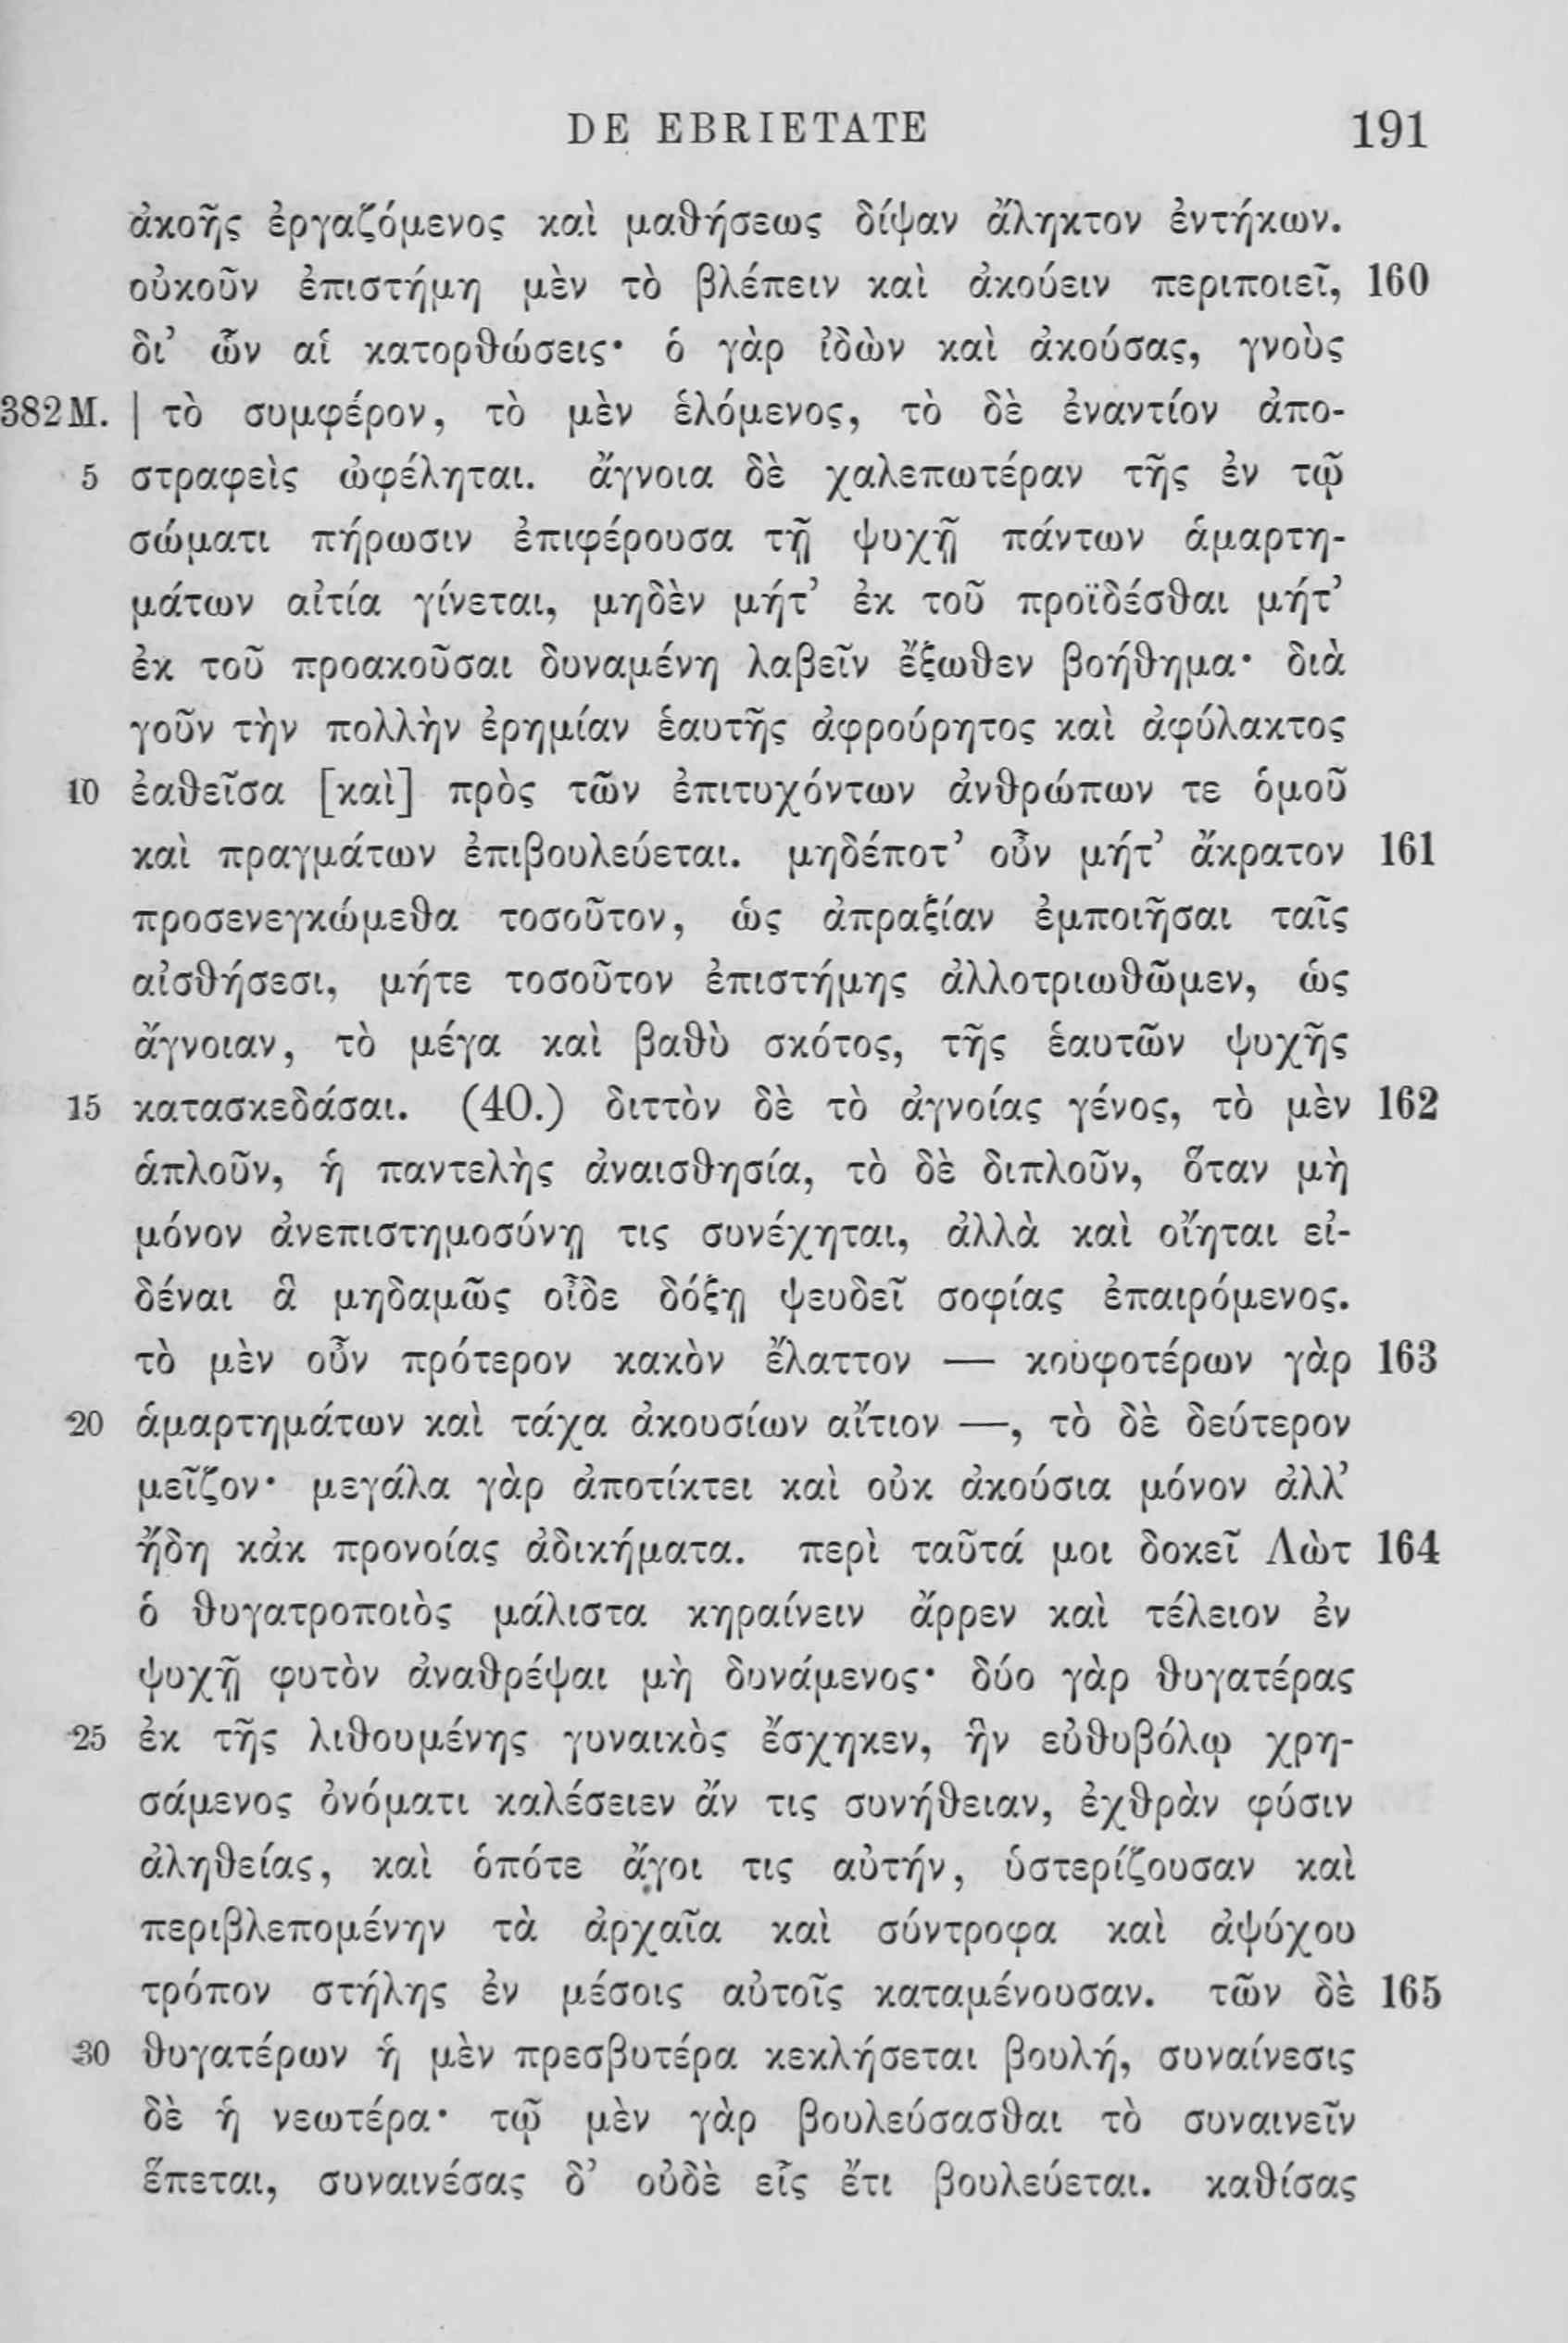 DE EBRIETATE 191
ἀκοῆς ἐργαζόμενος καὶ μαθήσεως δίψαν ἄληκτον ἐντήκων.
οὐκοῦν ἐπιστήμη μὲν τὸ βλέπειν καὶ ἀκούειν περιποιεῖ, 160
δι’ ὧν αἱ κατορθώσεις· ὁ γὰρ ἰδὼν καὶ ἀκούσας, γνοὺς
382 M. | τὸ συμφέρον, τὸ μὲν ἑλόμενος, τὸ δὲ ἐναντίον ἀπο-
5 στραφεὶς ὠφέληται. ἄγνοια δὲ χαλεπωτέραν τῆς ἐν τῷ
σώματι πήρωσιν ἐπιφέρουσα τῇ ψυχῇ πάντων ἁμαρτη-
μάτων αἰτία γίνεται, μηδὲν μήτ’ ἐκ τοῦ προϊδέσθαι μήτ’
ἐκ τοῦ προακοῦσαι δυναμένη λαβεῖν ἔξωθεν βοήθημα· διὰ
γοῦν τὴν πολλὴν ἐρημίαν ἑαυτῆς ἀφρούρητος καὶ ἀφύλακτος
10 ἐαθεῖσα [καὶ] πρὸς τῶν ἐπιτυχόντων ἀνθρώπων τε ὁμοῦ
καὶ πραγμάτων ἐπιβουλεύεται. μηδέποτ’ οὖν μήτ’ ἄκρατον 161
προσενεγκώμεθα τοσοῦτον, ὡς ἀπραξίαν ἐμποιῆσαι ταῖς
αἰσθήσεσι, μήτε τοσοῦτον ἐπιστήμης ἀλλοτριωθῶμεν, ὡς
ἄγνοιαν, τὸ μέγα καὶ βαθὺ σκότος, τῆς ἑαυτῶν ψυχῆς
15 κατασκεδάσαι. (40.) διττὸν δὲ τὸ ἀγνοίας γένος, τὸ μὲν 162
ἁπλοῦν, ἡ παντελὴς ἀναισθησία, τὸ δὲ διπλοῦν, ὅταν μὴ
μόνον ἀνεπιστημοσύνῃ τις συνέχηται, ἀλλὰ καὶ οἴηται εἰ-
δέναι ἃ μηδαμῶς οἶδε δόξῃ ψευδεῖ σοφίας ἐπαιρόμενος.
τὸ μὲν οὖν πρότερον κακὸν ἔλαττον — κουφοτέρων γὰρ 163
20 ἁμαρτημάτων καὶ τάχα ἀκουσίων αἴτιον —, τὸ δὲ δεύτερον
μεῖζον· μεγάλα γὰρ ἀποτίκτει καὶ οὐκ ἀκούσια μόνον ἀλλ’
ἤδη κἀκ προνοίας ἀδικήματα. περὶ ταῦτά μοι δοκεῖ Λὼτ 164
ὁ θυγατροποιὸς μάλιστα κηραίνειν ἄρρεν καὶ τέλειον ἐν
ψυχῇ φυτὸν ἀναθρέψαι μὴ δυνάμενος· δύο γὰρ θυγατέρας
25 ἐκ τῆς λιθουμένης γυναικὸς ἔσχηκεν, ἣν εὐθυβόλῳ χρη-
σάμενος ὀνόματι καλέσειεν ἄν τις συνήθειαν, ἐχθρὰν φύσιν
ἀληθείας, καὶ ὁπότε ἄγοι τις αὐτήν, ὑστερίζουσαν καὶ
περιβλεπομένην τὰ ἀρχαῖα καὶ σύντροφα καὶ ἀψύχου
τρόπον στήλης ἐν μέσοις αὐτοῖς καταμένουσαν. τῶν δὲ 165
30 θυγατέρων ἡ μὲν πρεσβυτέρα κεκλήσεται βουλή, συναίνεσις
δὲ ἡ νεωτέρα· τῷ μὲν γὰρ βουλεύσασθαι τὸ συναινεῖν
ἕπεται, συναινέσας δ’ οὐδὲ εἷς ἔτι βουλεύεται. καθίσας